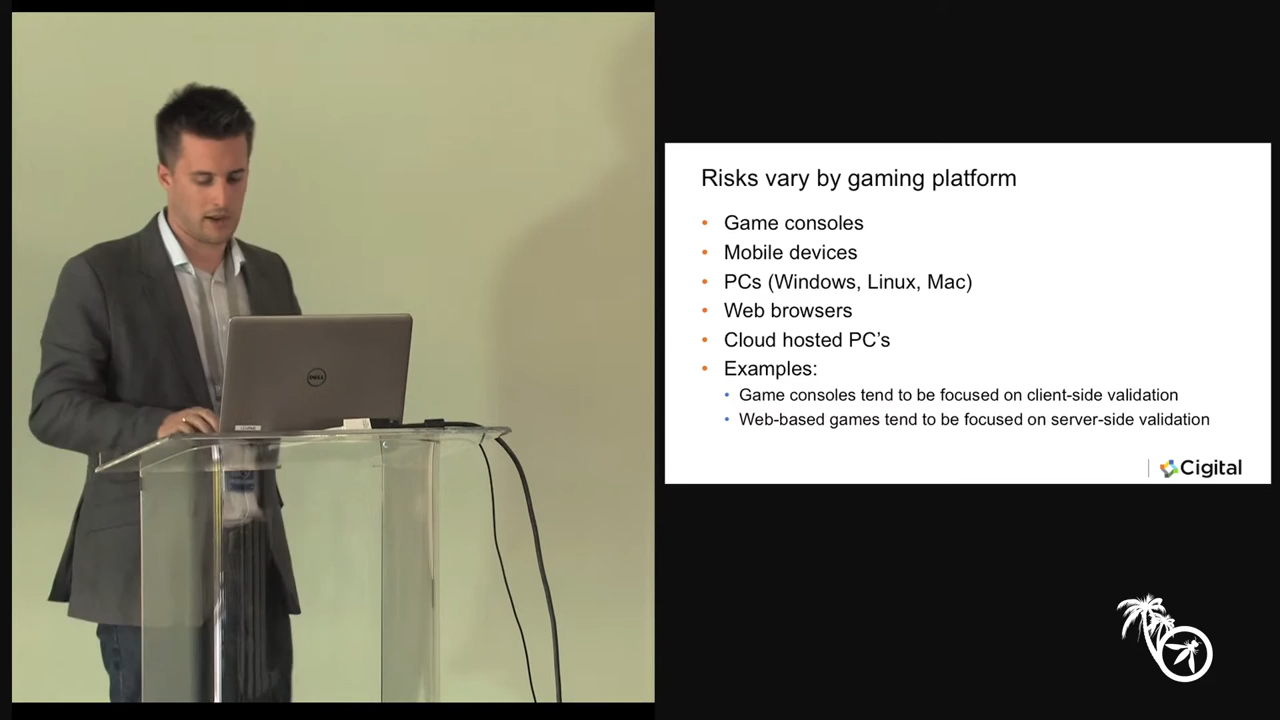 Risks vary by gaming platform
• Game consoles
• Mobile devices
• PCs (Windows, Linux, Mac)
• Web browsers
• Cloud hosted PC’s
• Examples:
• Game consoles tend to be focused on client-side validation
• Web-based games tend to be focused on server-side validation
Cigital
DELL